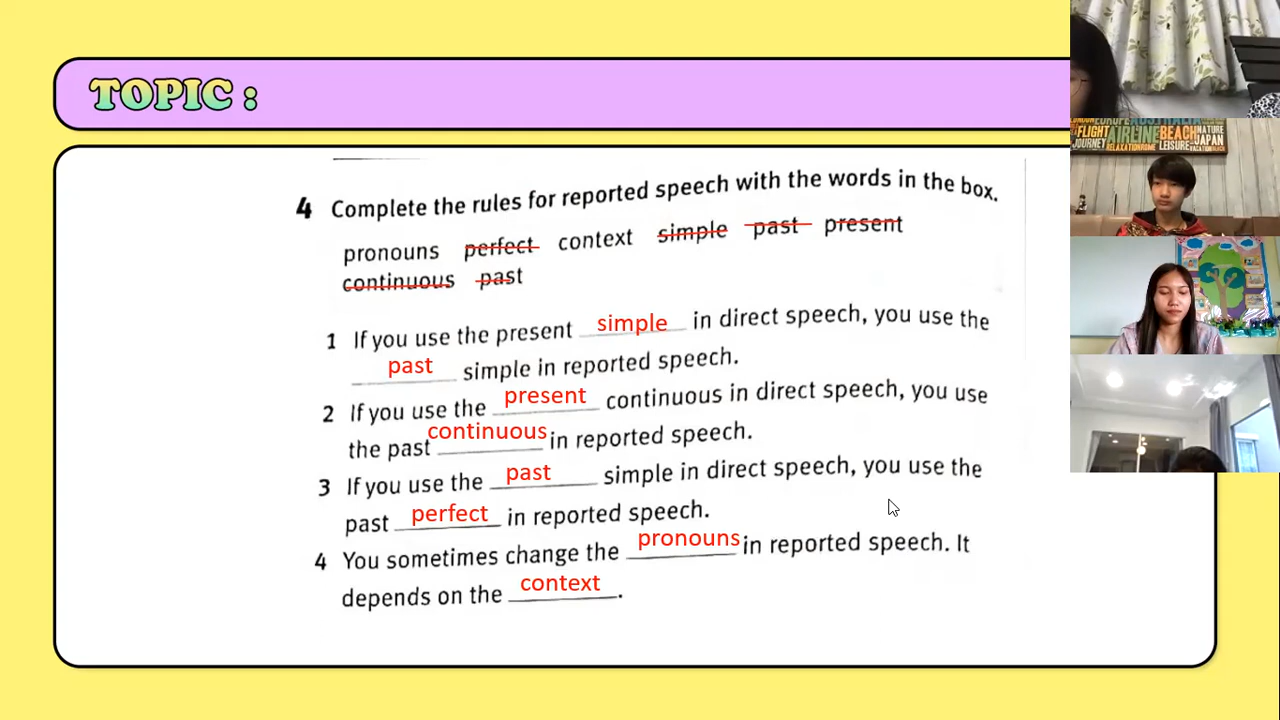 TOPIC :
4 Complete the rules for reported speech with the words in the box.
pronouns perfect context simple past present
continuous past
1 If you use the present simple in direct speech, you use the
past simple in reported speech.
2 If you use the present continuous in direct speech, you use
the past continuous in reported speech.
3 If you use the past simple in direct speech, you use the
past perfect in reported speech.
4 You sometimes change the pronouns in reported speech. It
depends on the context.
FLIGHT AIRLINE BEACH NATURE
JOURNEY JAPAN
RELAXATION LEISURE